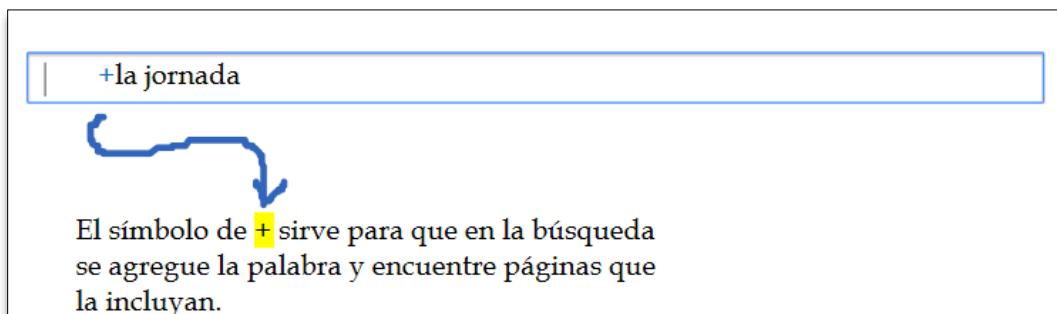 +la jornada
El símbolo de + sirve para que en la búsqueda
se agregue la palabra y encuentre páginas que
la incluyan.